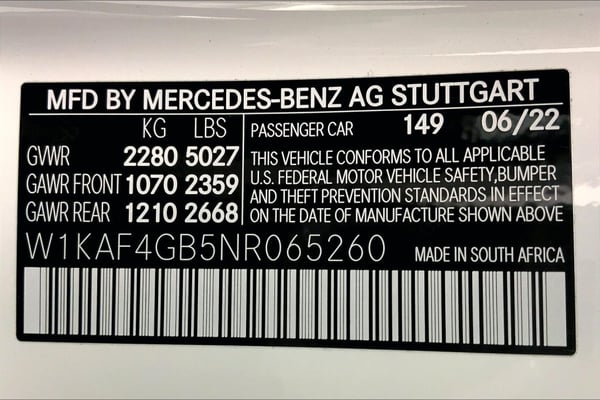 MFD BY MERCEDES-BENZ AG STUTTGART
KG LBS
GVWR 2280 5027
GAWR FRONT 1070 2359
GAWR REAR 1210 2668
PASSENGER CAR 149 06/22
THIS VEHICLE CONFORMS TO ALL APPLICABLE
U.S. FEDERAL MOTOR VEHICLE SAFETY,BUMPER
AND THEFT PREVENTION STANDARDS IN EFFECT
ON THE DATE OF MANUFACTURE SHOWN ABOVE
W1KAF4GB5NR065260 MADE IN SOUTH AFRICA